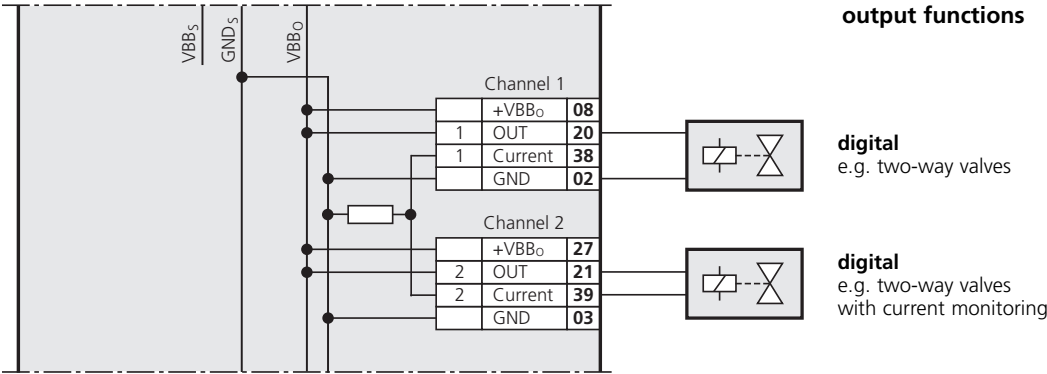 output functions
VBBS
GNDS
VBBO
Channel 1
+VBBO 08
1 OUT 20
1 Current 38
GND 02
digital
e.g. two-way valves
Channel 2
+VBBO 27
2 OUT 21
2 Current 39
GND 03
digital
e.g. two-way valves
with current monitoring